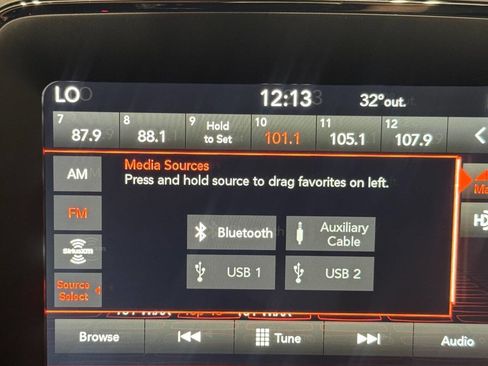 LO 12:13 32°out.
7 8 9 10 11 12
87.9 88.1 Hold to Set 101.1 105.1 107.9
AM
Media Sources
Press and hold source to drag favorites on left.
FM
Bluetooth
Auxiliary
Cable
SiriusXM
Source
Select
USB 1
USB 2
Browse Tune Audio